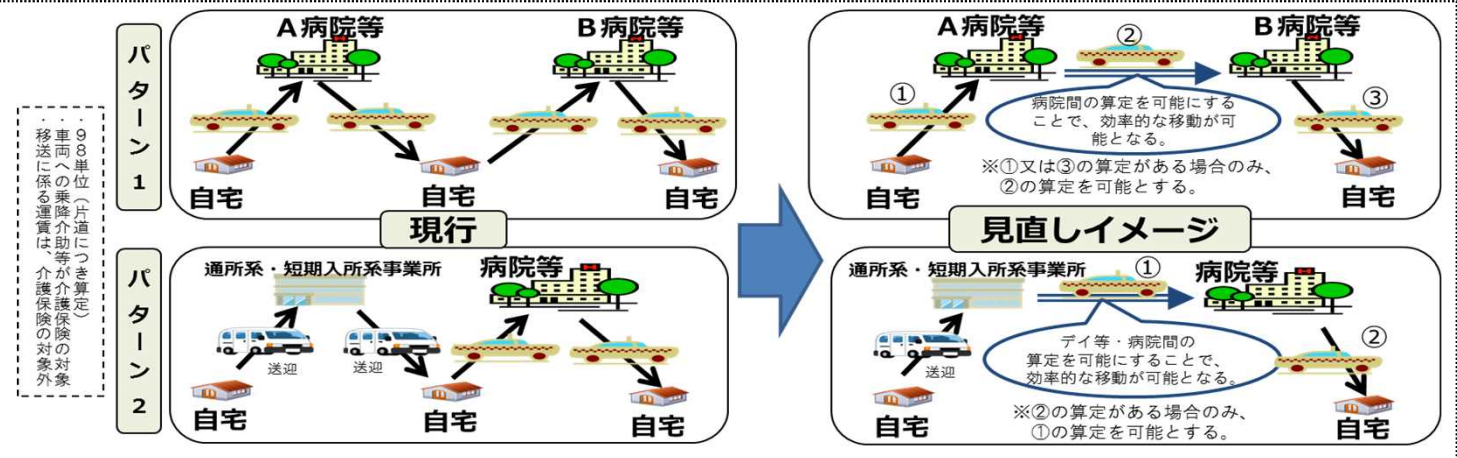 ・98単位(片道につき算定)
・車両への乗降介助等が介護保険の対象
・移送に係る運賃は、介護保険の対象外
パターン1
A病院等
B病院等
自宅
自宅
自宅
現行
パターン2
通所系・短期入所系事業所
病院等
送迎
送迎
自宅
自宅
自宅
A病院等
②
B病院等
①
③
病院間の算定を可能にする
ことで、効率的な移動が可
能となる。
※①又は③の算定がある場合のみ、
②の算定を可能とする。
自宅
自宅
見直しイメージ
通所系・短期入所系事業所
①
病院等
送迎
②
デイ等・病院間の
算定を可能にすることで、
効率的な移動が可能となる。
※②の算定がある場合のみ、
①の算定を可能とする。
自宅
自宅